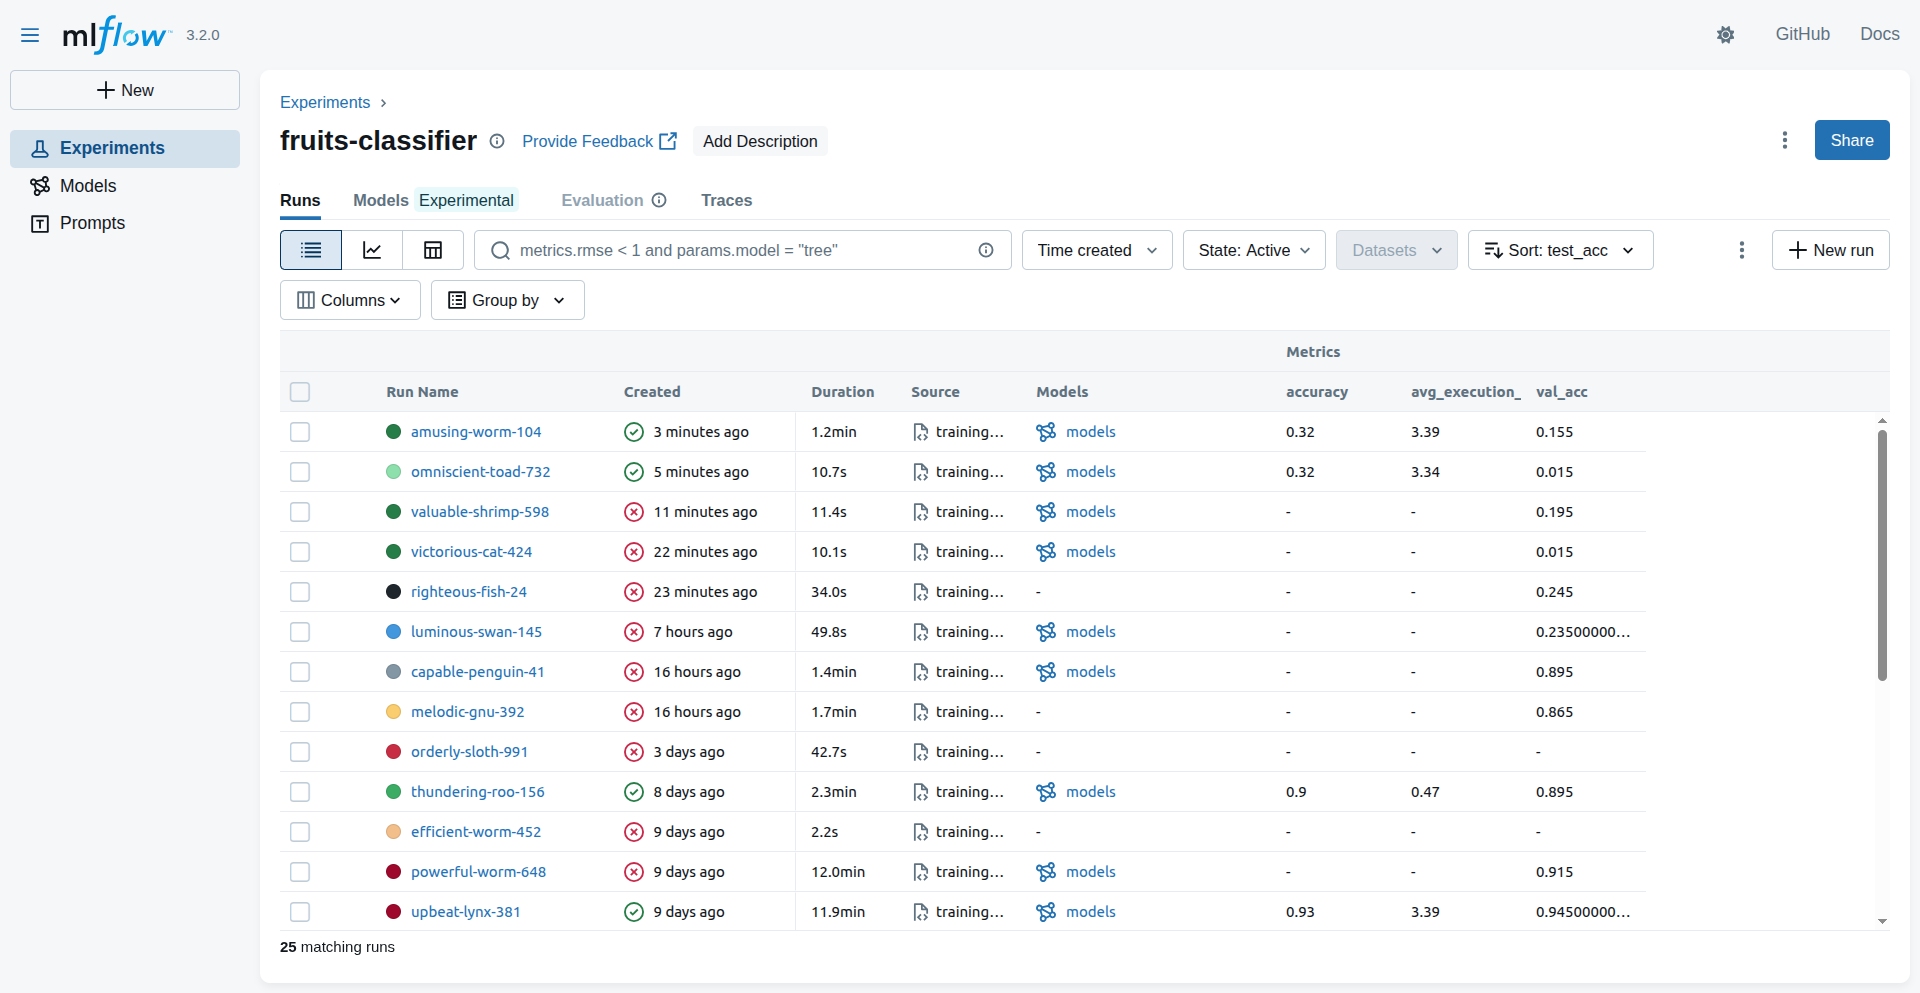 mlflow™ 3.2.0 GitHub Docs
New
Experiments
Models
Prompts
Experiments ›
fruits-classifier Provide Feedback Add Description Share
Runs Models Experimental Evaluation Traces
metrics.rmse < 1 and params.model = "tree" Time created State: Active Datasets Sort: test_acc New run
Columns Group by
Metrics
Run Name Created Duration Source Models accuracy avg_execution_ val_acc
amusing-worm-104 3 minutes ago 1.2min training... models 0.32 3.39 0.155
omniscient-toad-732 5 minutes ago 10.7s training... models 0.32 3.34 0.015
valuable-shrimp-598 11 minutes ago 11.4s training... models - - 0.195
victorious-cat-424 22 minutes ago 10.1s training... models - - 0.015
righteous-fish-24 23 minutes ago 34.0s training... - - - 0.245
luminous-swan-145 7 hours ago 49.8s training... models - - 0.23500000...
capable-penguin-41 16 hours ago 1.4min training... models - - 0.895
melodic-gnu-392 16 hours ago 1.7min training... - - - 0.865
orderly-sloth-991 3 days ago 42.7s training... - - - -
thundering-roo-156 8 days ago 2.3min training... models 0.9 0.47 0.895
efficient-worm-452 9 days ago 2.2s training... - - - -
powerful-worm-648 9 days ago 12.0min training... models - - 0.915
upbeat-lynx-381 9 days ago 11.9min training... models 0.93 3.39 0.94500000...
25 matching runs